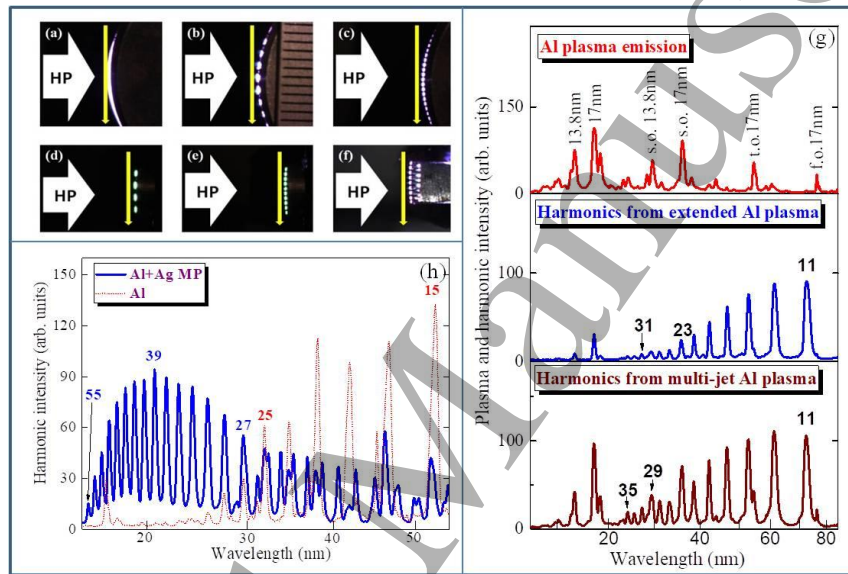 (a)
HP
(b)
HP
(c)
HP
(d)
HP
(e)
HP
(f)
HP
(h)
Al+Ag MP
Al
Harmonic intensity (arb. units)
150
120
90
60
30
0
55
39
27
25
15
20
30
40
50
Wavelength (nm)
(g)
Al plasma emission
13.8nm
17nm
s.o. 13.8nm
s.o. 17nm
t.o.17nm
f.o.17nm
Harmonics from extended Al plasma
31
23
11
Harmonics from multi-jet Al plasma
35
29
11
Plasma and harmonic intensity (arb. units)
150
0
100
0
100
0
20
40
50
60
70
80
Wavelength (nm)
Manus